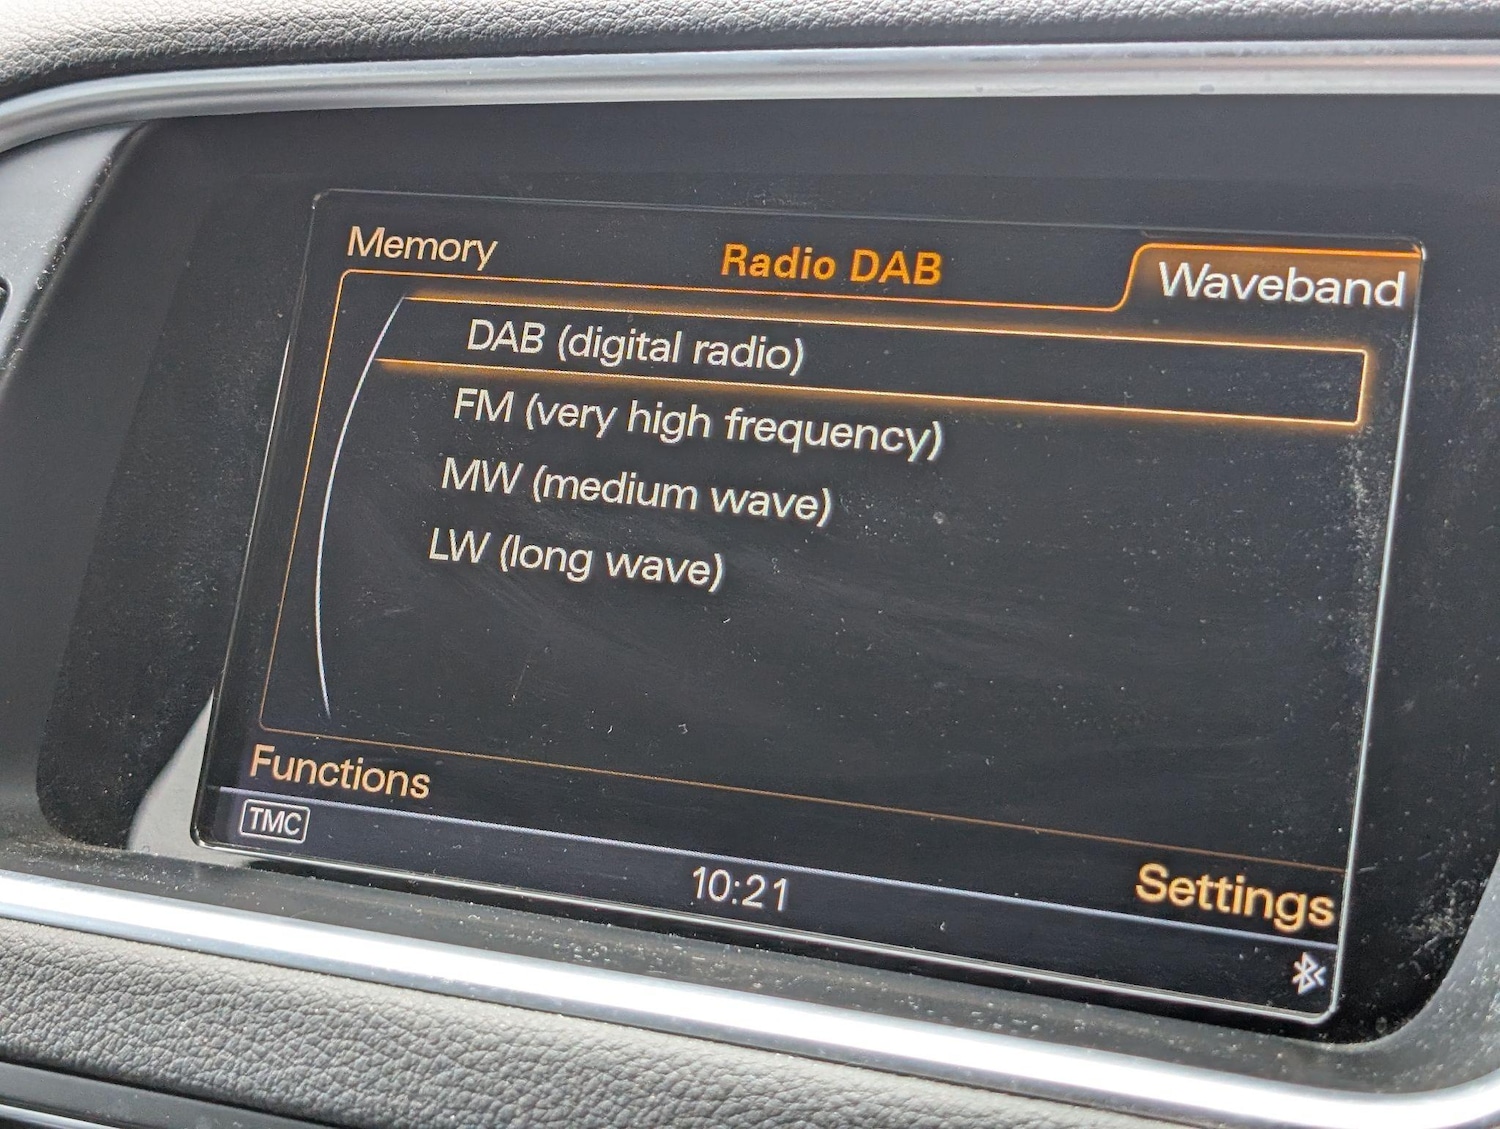 Memory
Radio DAB
Waveband
DAB (digital radio)
FM (very high frequency)
MW (medium wave)
LW (long wave)
Functions
Settings
TMC
10:21